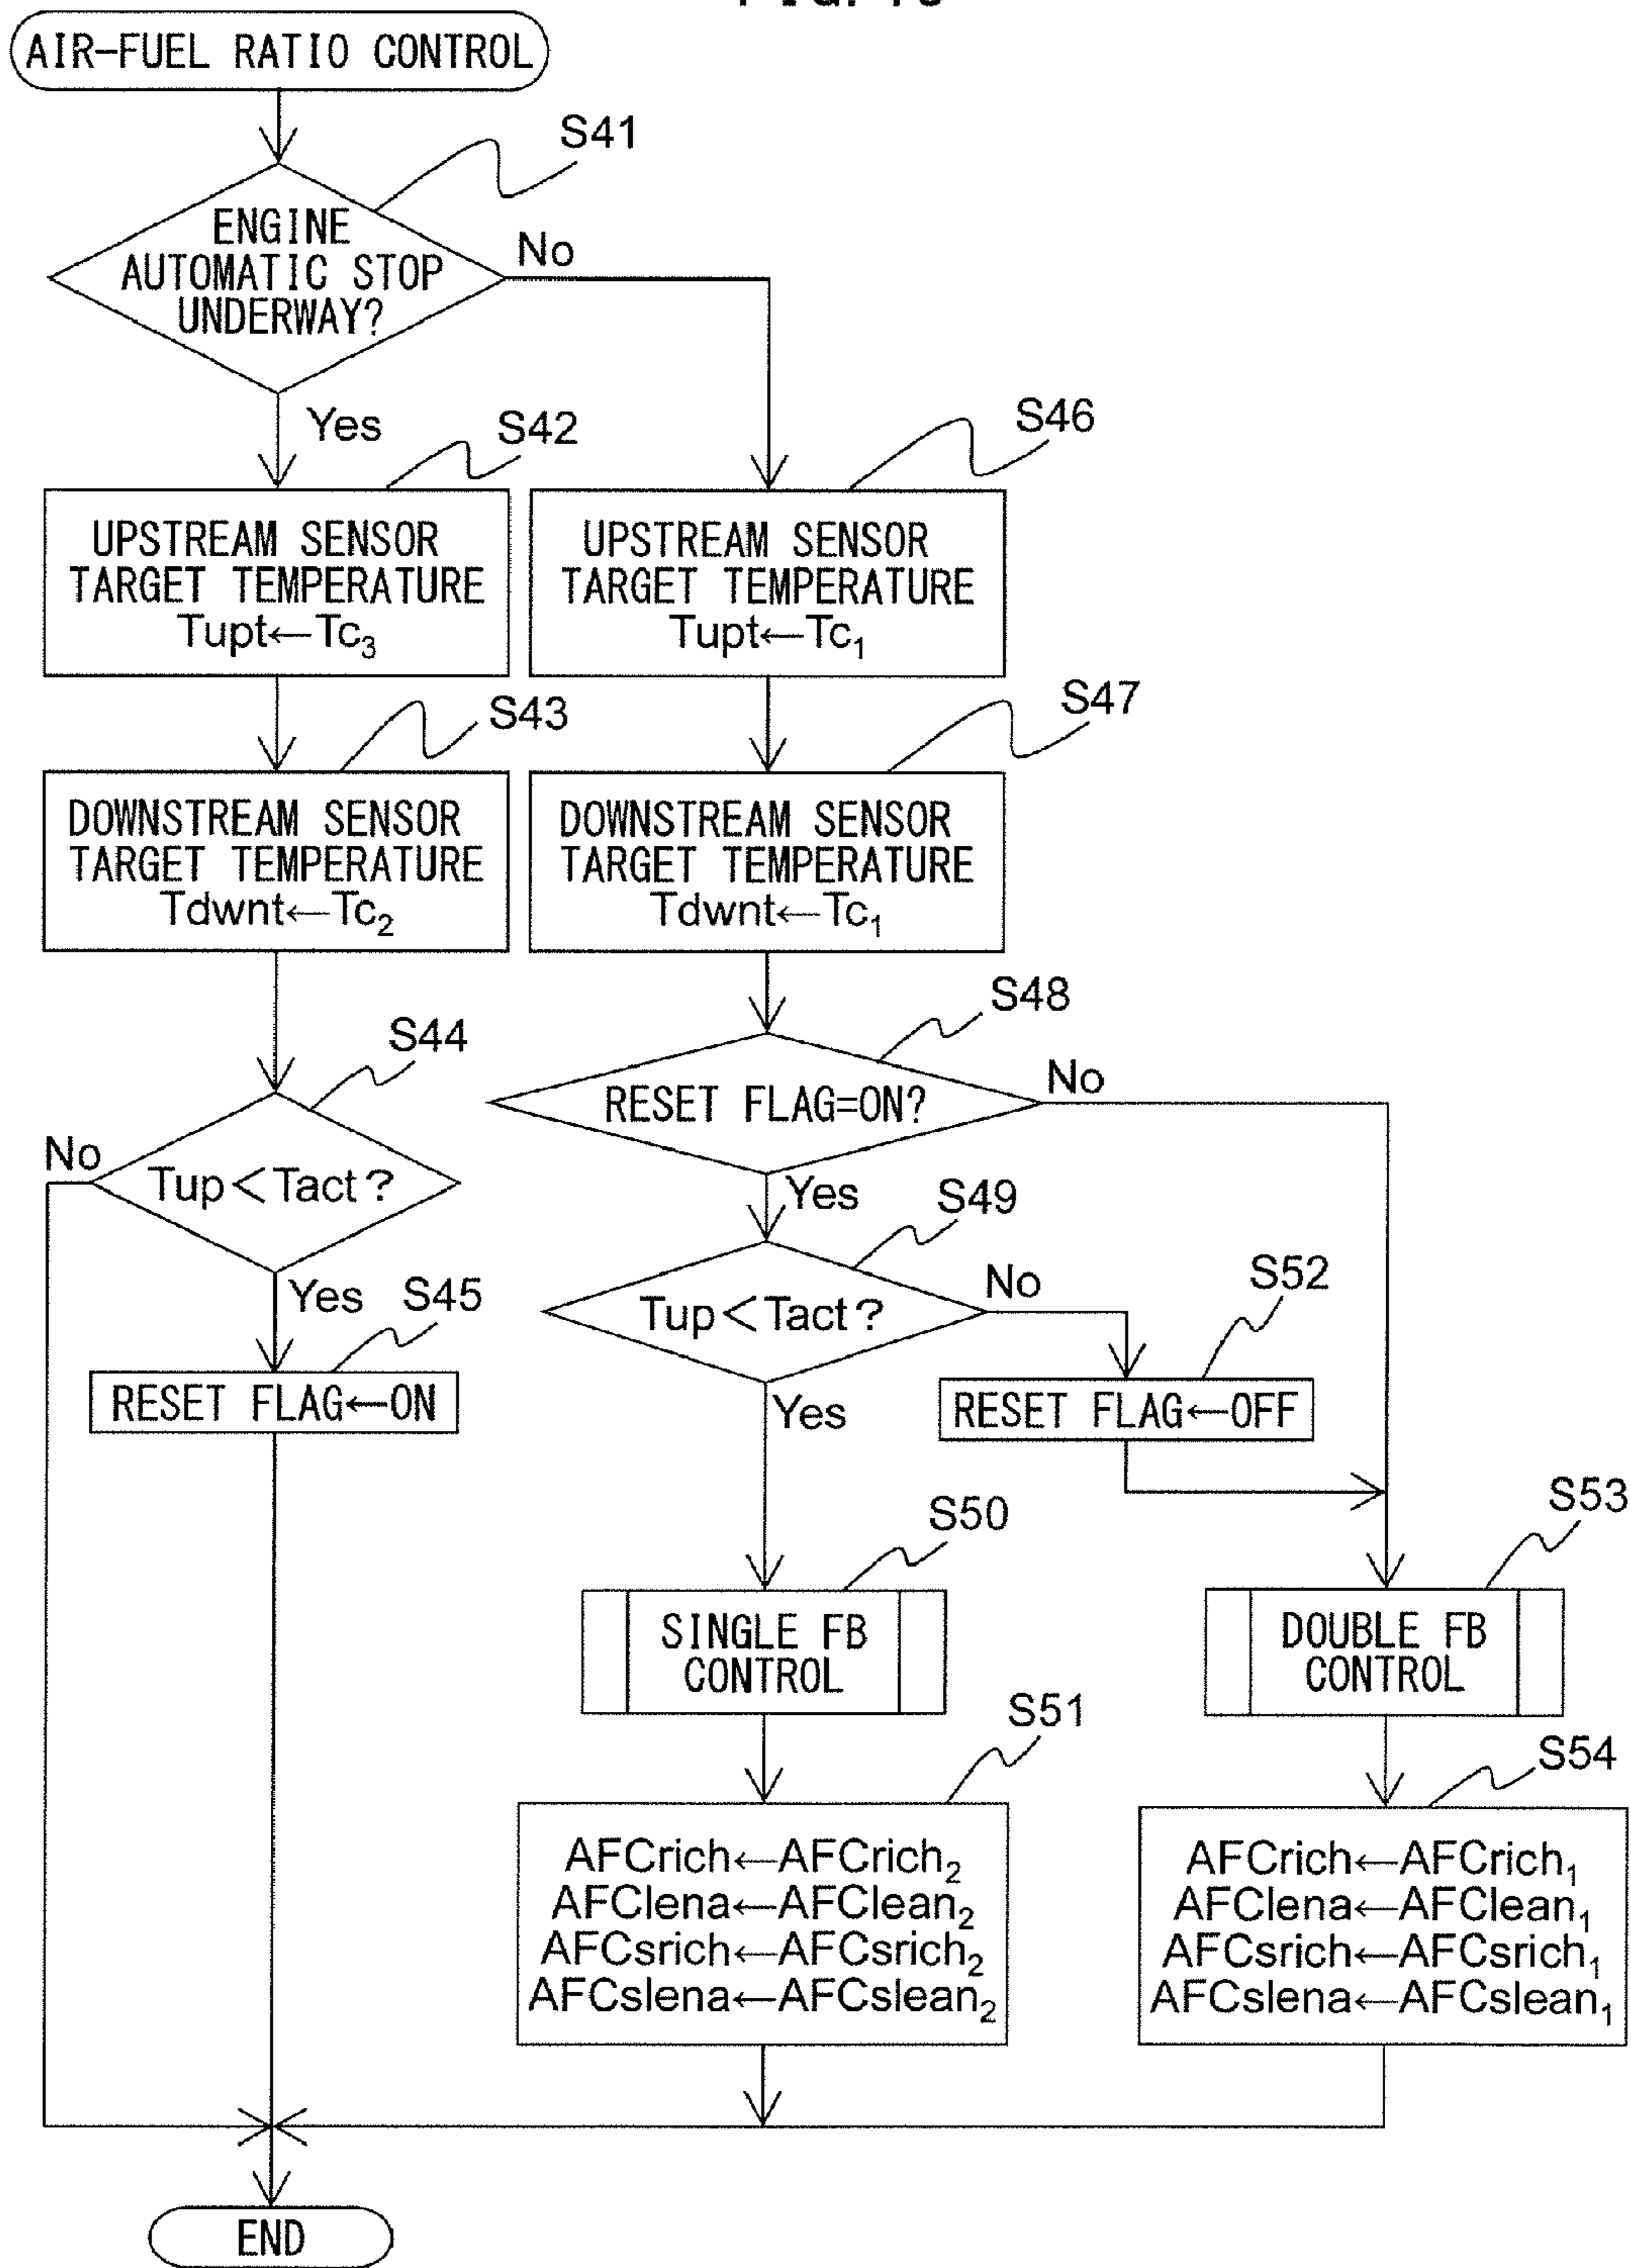 AIR-FUEL RATIO CONTROL
S41
ENGINE
AUTOMATIC STOP
UNDERWAY?
No
Yes
S42
UPSTREAM SENSOR
TARGET TEMPERATURE
Tupt←Tc₃
S43
DOWNSTREAM SENSOR
TARGET TEMPERATURE
Tdwnt←Tc₂
S44
Tup<Tact?
No
Yes
S45
RESET FLAG←ON
S46
UPSTREAM SENSOR
TARGET TEMPERATURE
Tupt←Tc₁
S47
DOWNSTREAM SENSOR
TARGET TEMPERATURE
Tdwnt←Tc₁
S48
RESET FLAG=ON?
No
Yes
S49
Tup<Tact?
No
Yes
S52
RESET FLAG←OFF
S50
SINGLE FB
CONTROL
S51
AFCrich←AFCrich₂
AFClena←AFClean₂
AFCsrich←AFCsrich₂
AFCslena←AFCslean₂
S53
DOUBLE FB
CONTROL
S54
AFCrich←AFCrich₁
AFClena←AFClean₁
AFCsrich←AFCsrich₁
AFCslena←AFCslean₁
END